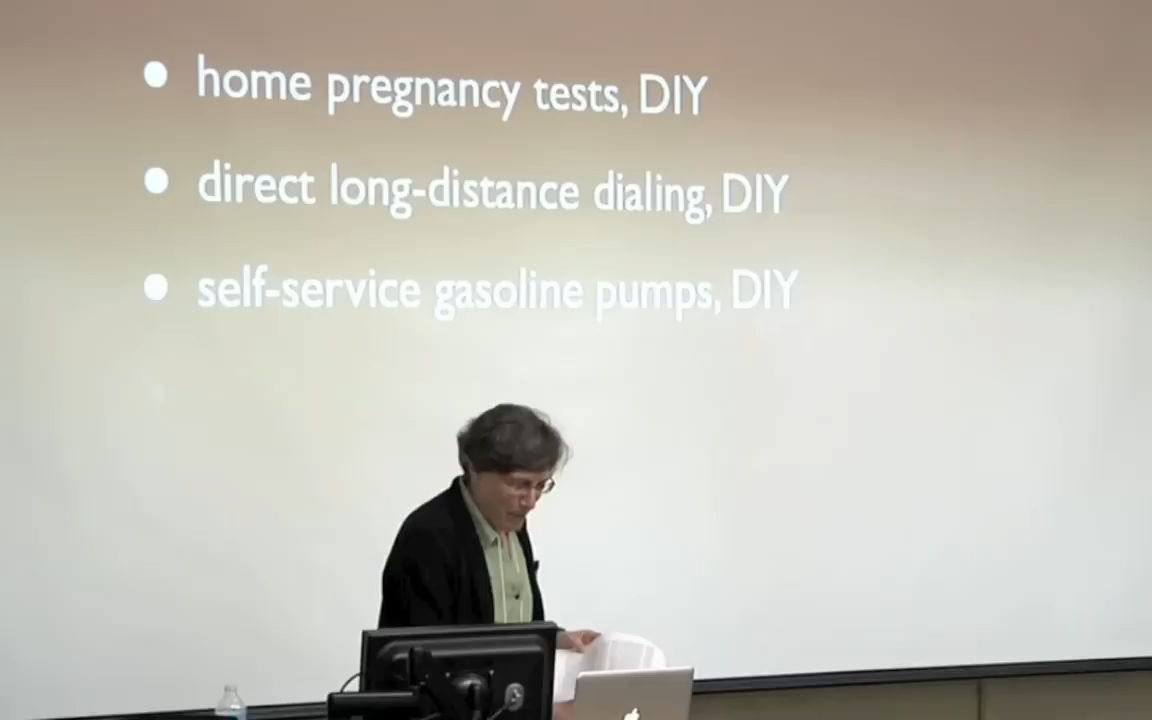 home pregnancy tests, DIY
direct long-distance dialing, DIY
self-service gasoline pumps, DIY